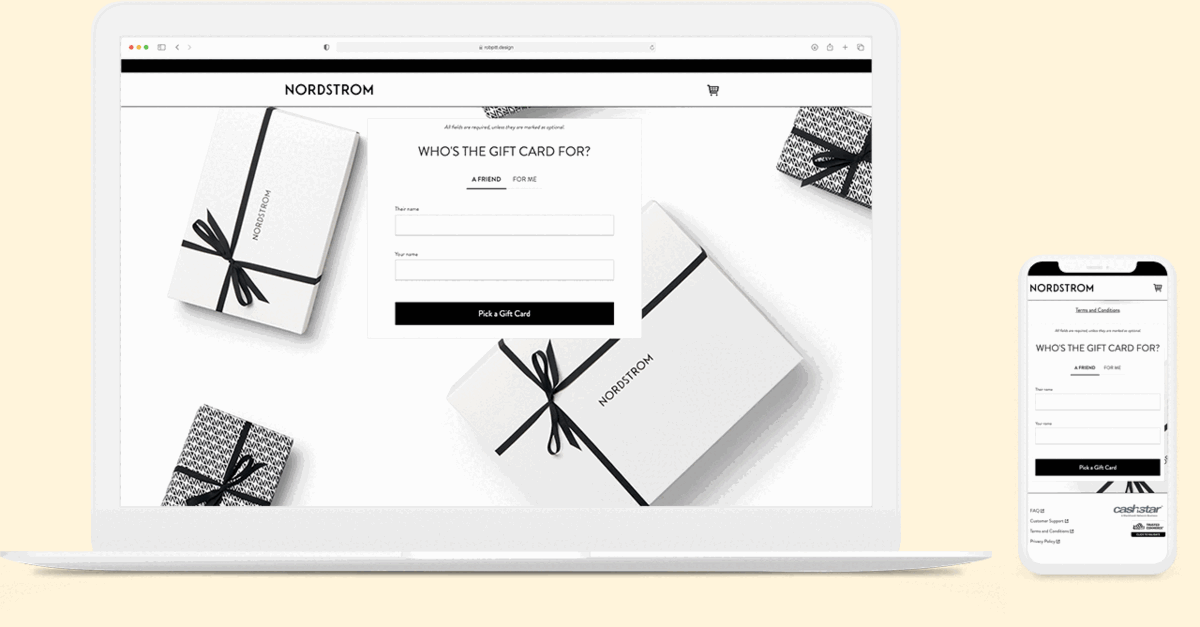 robplt.design
NORDSTROM
All fields are required, unless they are marked as optional.
WHO'S THE GIFT CARD FOR?
A FRIEND FOR ME
Their name
Your name
Pick a Gift Card
NORDSTROM
NORDSTROM
NORDSTROM
Terms and Conditions
All fields are required, unless they are marked as optional.
WHO'S THE GIFT CARD FOR?
A FRIEND FOR ME
Their name
Your name
Pick a Gift Card
FAQ
Customer Support
Terms and Conditions
Privacy Policy
cashstar